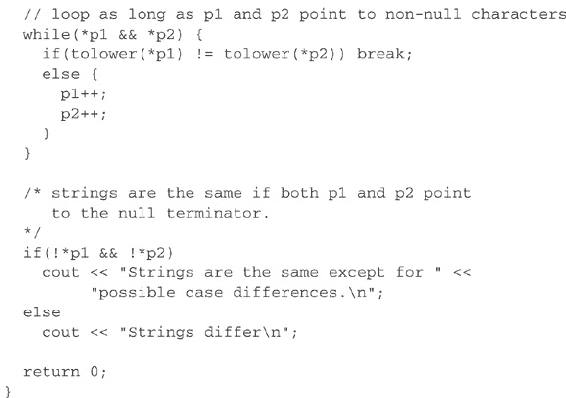 // loop as long as p1 and p2 point to non-null characters
while(*p1 && *p2) {
if(tolower(*p1) != tolower(*p2)) break;
else {
p1++;
p2++;
}
}
/* strings are the same if both p1 and p2 point
to the null terminator.
*/
if(!*p1 && !*p2)
cout << "Strings are the same except for " <<
"possible case differences.\n";
else
cout << "Strings differ\n";
return 0;
}